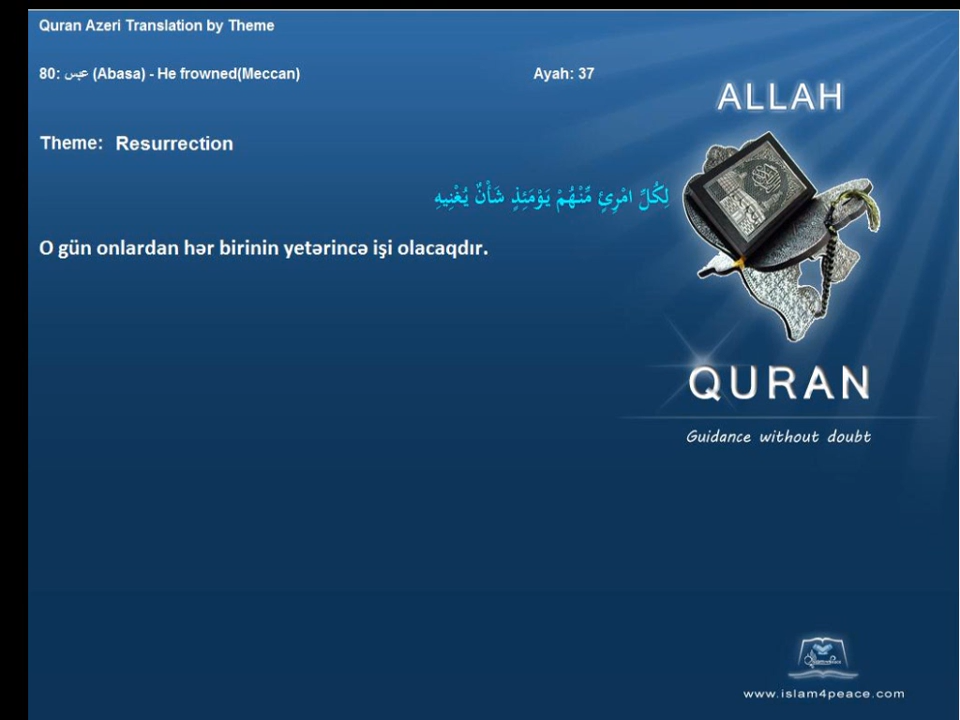 Quran Azeri Translation by Theme
80: عبس (Abasa) - He frowned(Meccan) Ayah: 37
ALLAH
Theme: Resurrection
لِكُلِّ امْرِئٍ مِّنْهُمْ يَوْمَئِذٍ شَأْنٌ يُغْنِيهِ
O gün onlardan hər birinin yetərincə işi olacaqdır.
QURAN
Guidance without doubt
www.islam4peace.com